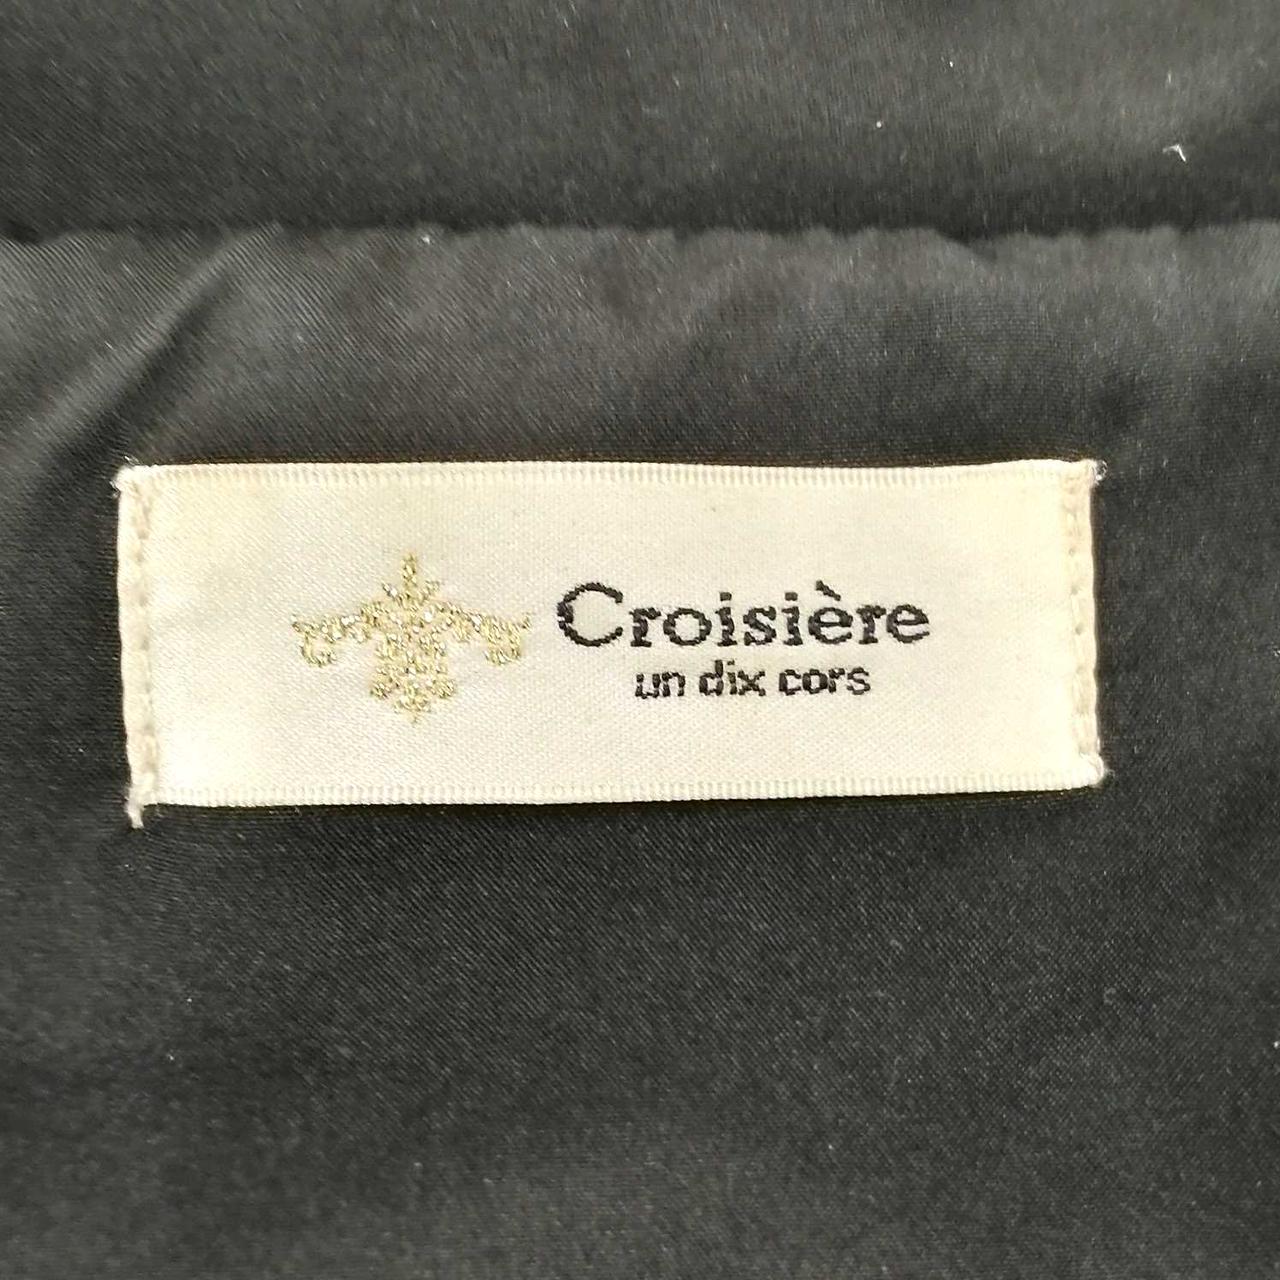 Croisière
un dix cors